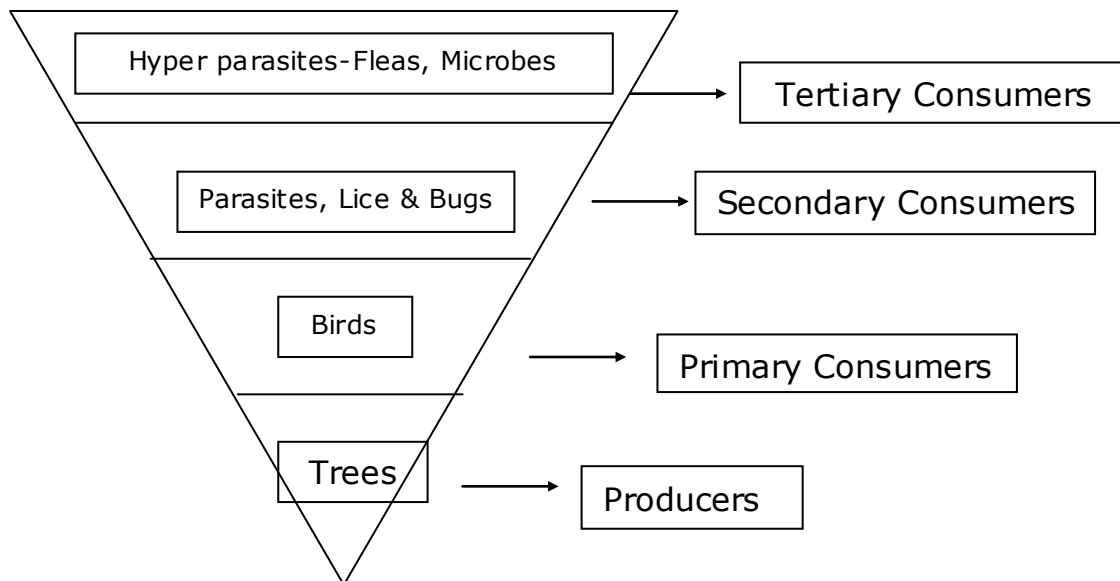 Hyper parasites-Fleas, Microbes
Tertiary Consumers
Parasites, Lice & Bugs
Secondary Consumers
Birds
Primary Consumers
Trees
Producers